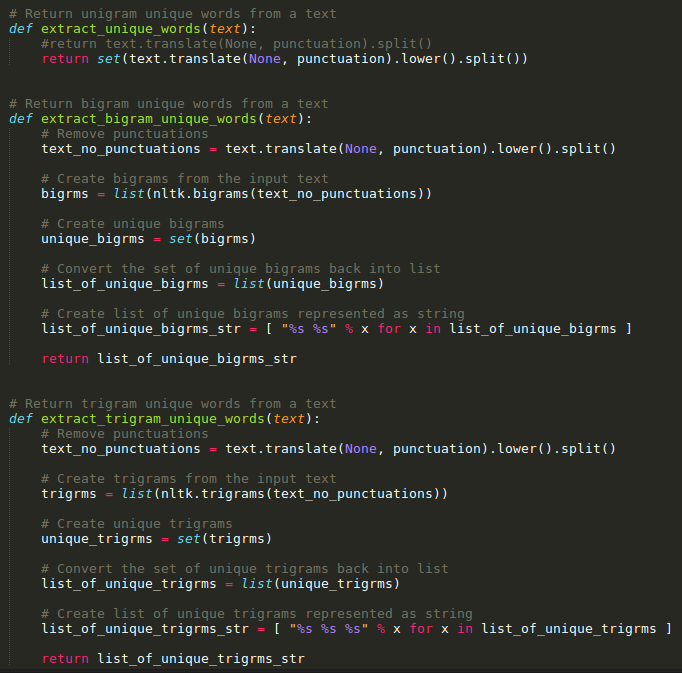 # Return unigram unique words from a text
def extract_unique_words(text):
    #return text.translate(None, punctuation).split()
    return set(text.translate(None, punctuation).lower().split())
# Return bigram unique words from a text
def extract_bigram_unique_words(text):
    # Remove punctuations
    text_no_punctuations = text.translate(None, punctuation).lower().split()
    # Create bigrams from the input text
    bigrms = list(nltk.bigrams(text_no_punctuations))
    # Create unique bigrams
    unique_bigrms = set(bigrms)
    # Convert the set of unique bigrams back into list
    list_of_unique_bigrms = list(unique_bigrms)
    # Create list of unique bigrams represented as string
    list_of_unique_bigrms_str = [ "%s %s" % x for x in list_of_unique_bigrms ]
    return list_of_unique_bigrms_str
# Return trigram unique words from a text
def extract_trigram_unique_words(text):
    # Remove punctuations
    text_no_punctuations = text.translate(None, punctuation).lower().split()
    # Create trigrams from the input text
    trigrms = list(nltk.trigrams(text_no_punctuations))
    # Create unique trigrams
    unique_trigrms = set(trigrms)
    # Convert the set of unique trigrams back into list
    list_of_unique_trigrms = list(unique_trigrms)
    # Create list of unique trigrams represented as string
    list_of_unique_trigrms_str = [ "%s %s %s" % x for x in list_of_unique_trigrms ]
    return list_of_unique_trigrms_str